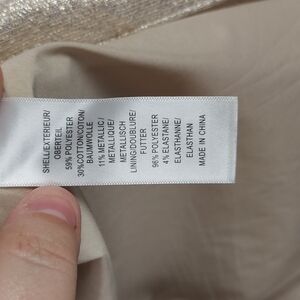 SHELL/EXTERIEUR/
OBERTEIL
59% POLYESTER
30%COTTON/COTON/
BAUMWOLLE
11% METALLIC/
METALLIQUE/
METALLISCH
LINING/DOUBLURE/
FUTTER
96% POLYESTER
4% ELASTANE/
ELASTHANNE/
ELASTHAN
MADE IN CHINA